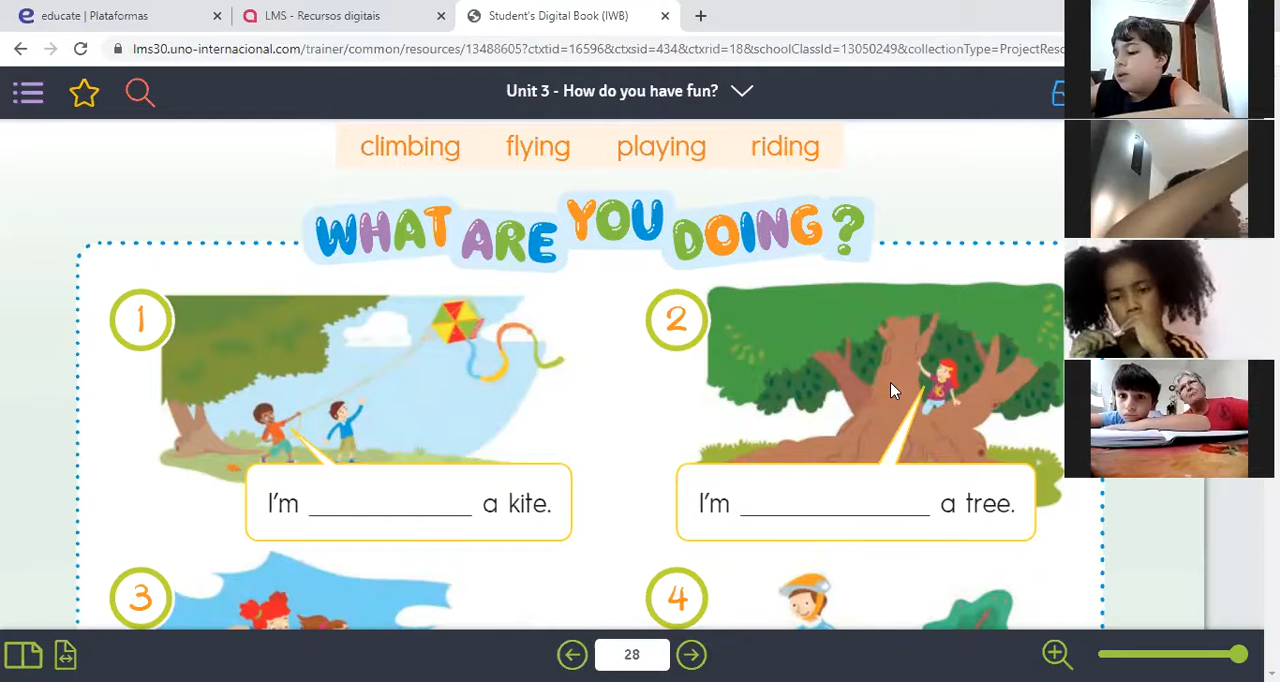 educate | Plataformas
LMS - Recursos digitais
Student's Digital Book (IWB)
lms30.uno-internacional.com/trainer/common/resources/13488605?ctxtid=16596&ctxsid=434&ctxrid=18&schoolClassId=13050249&collectionType=ProjectReso
Unit 3 - How do you have fun?
climbing flying playing riding
WHAT ARE YOU DOING?
1
2
I'm ____________ a kite.
I'm ______________ a tree.
3
4
28